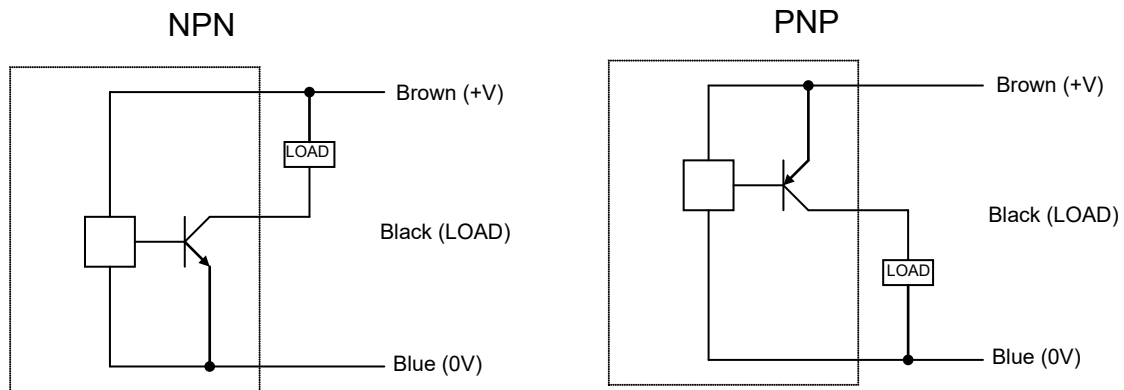 NPN
PNP
Brown (+V)
LOAD
Black (LOAD)
Blue (0V)
Brown (+V)
Black (LOAD)
LOAD
Blue (0V)